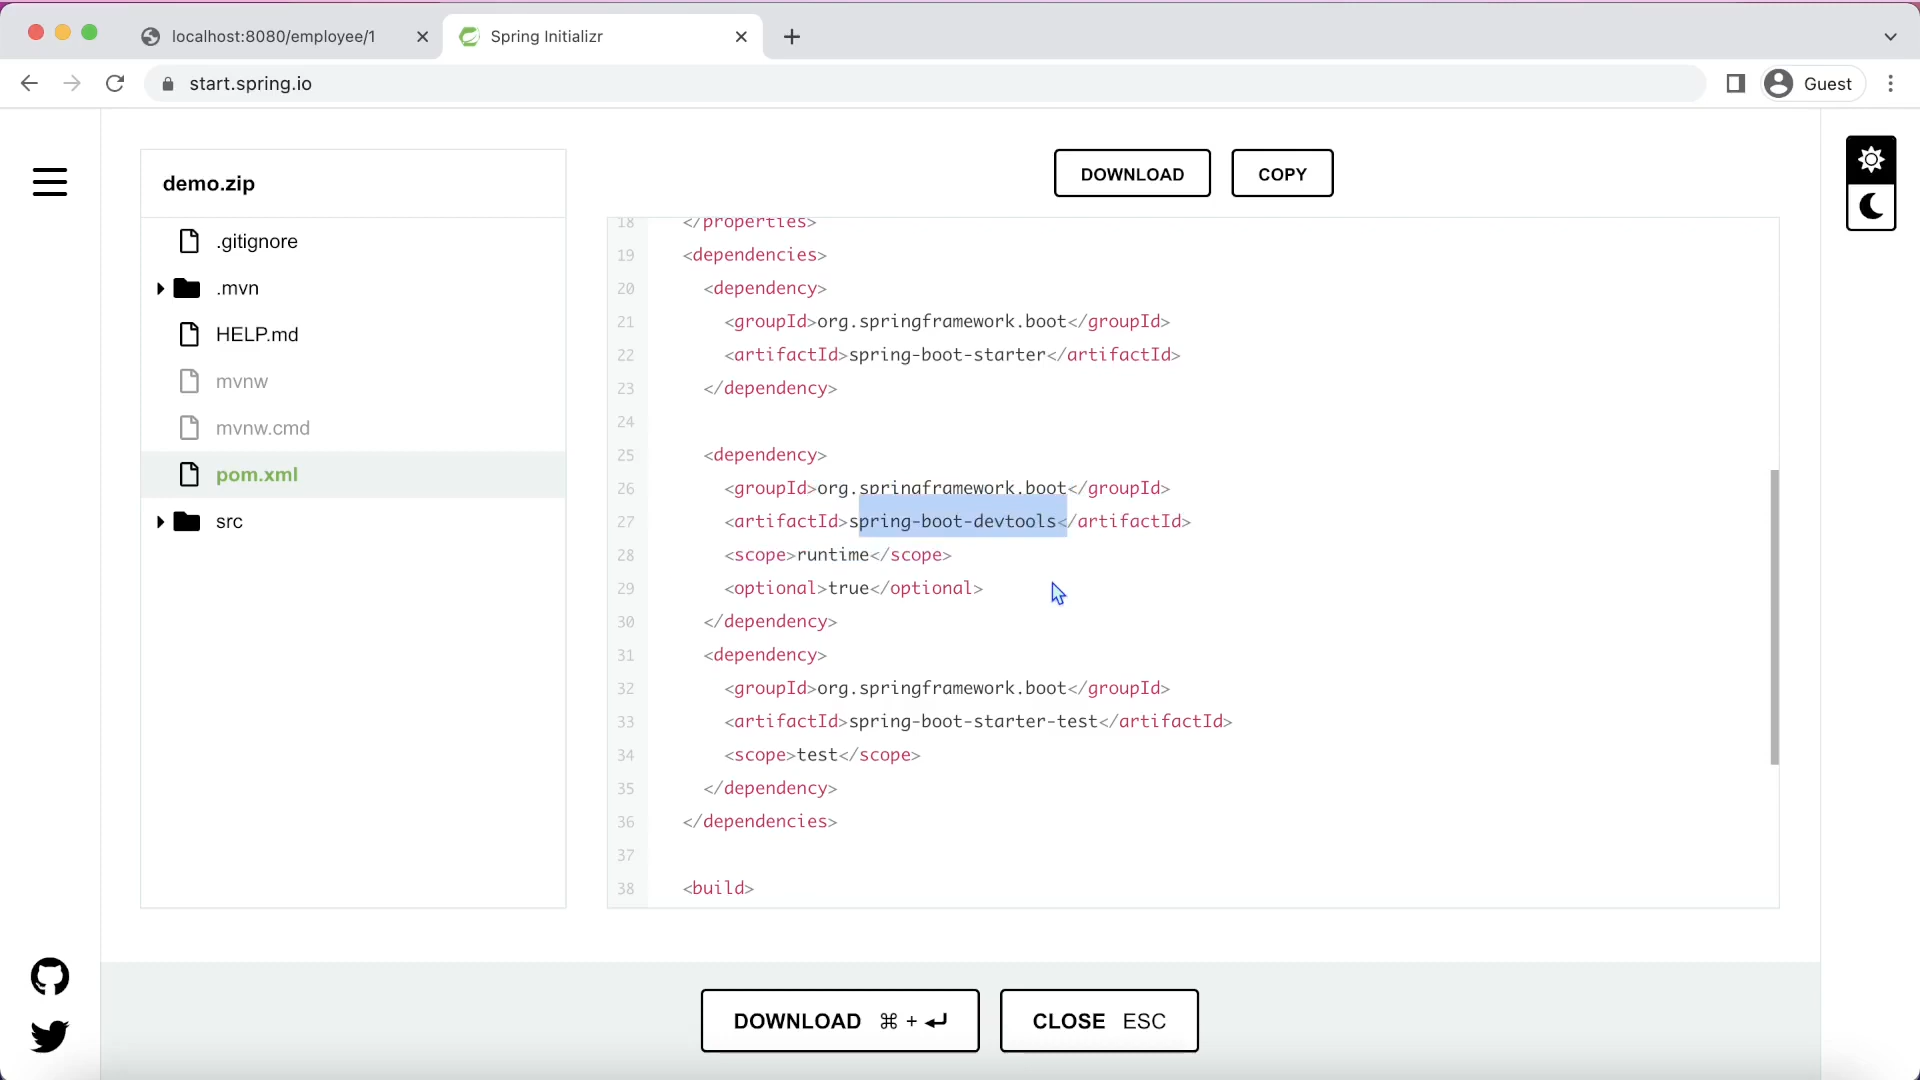 localhost:8080/employee/1
Spring Initializr
start.spring.io
Guest
demo.zip
DOWNLOAD
COPY
.gitignore
.mvn
HELP.md
mvnw
mvnw.cmd
pom.xml
src
18 </properties>
19 <dependencies>
20 <dependency>
21 <groupId>org.springframework.boot</groupId>
22 <artifactId>spring-boot-starter</artifactId>
23 </dependency>
24
25 <dependency>
26 <groupId>org.springframework.boot</groupId>
27 <artifactId>spring-boot-devtools</artifactId>
28 <scope>runtime</scope>
29 <optional>true</optional>
30 </dependency>
31 <dependency>
32 <groupId>org.springframework.boot</groupId>
33 <artifactId>spring-boot-starter-test</artifactId>
34 <scope>test</scope>
35 </dependency>
36 </dependencies>
37
38 <build>
DOWNLOAD ⌘ + ↵
CLOSE ESC